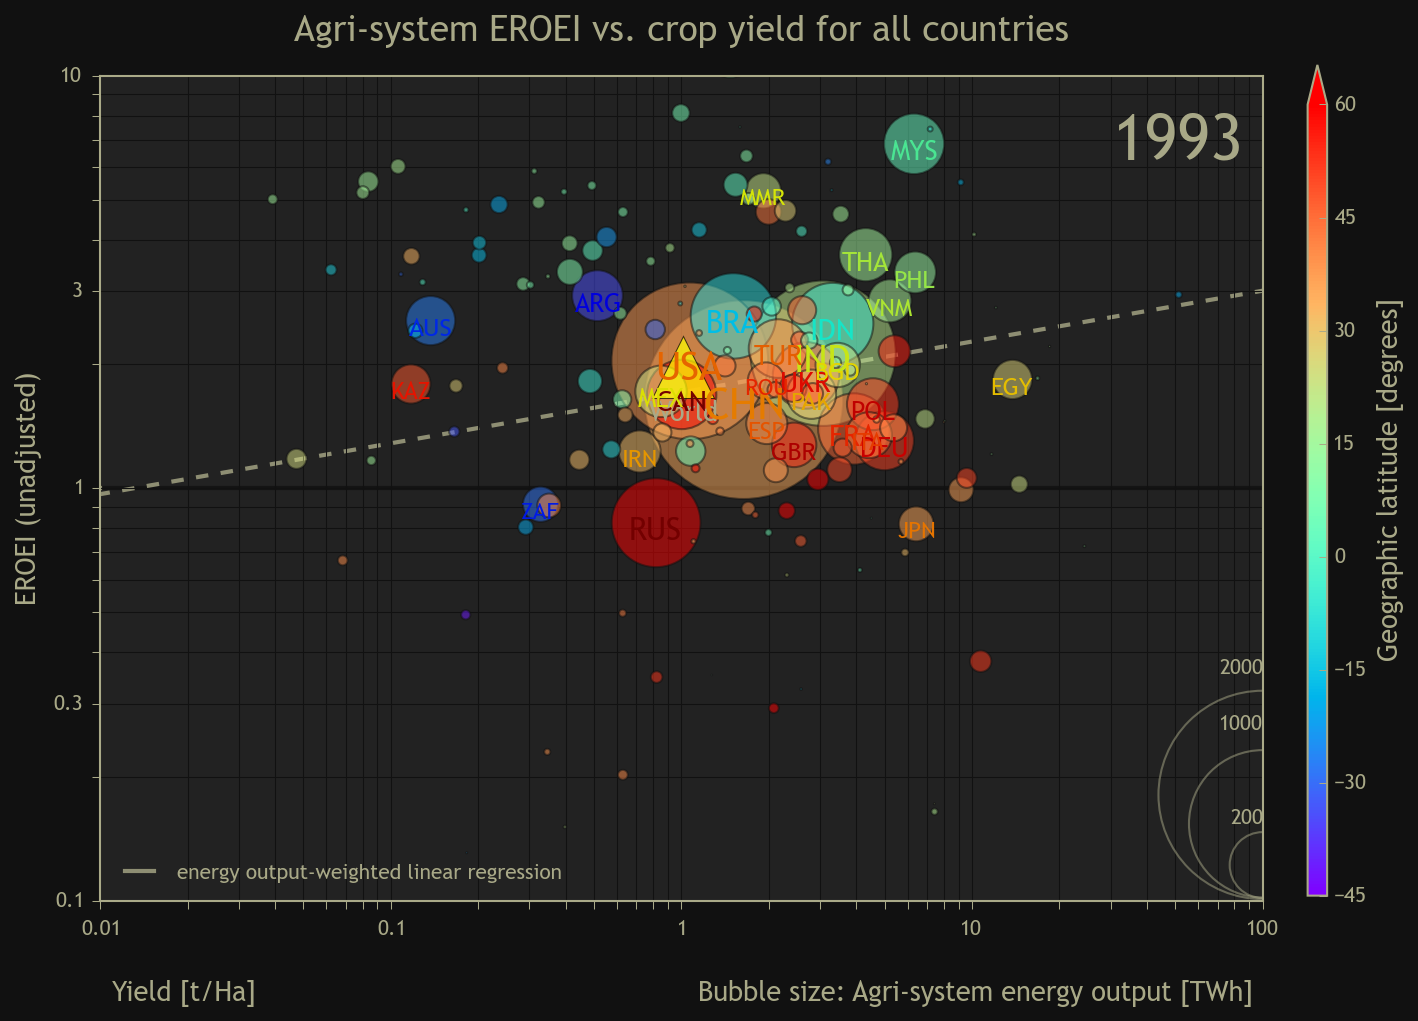 Agri-system EROEI vs. crop yield for all countries
1993
10
3
1
0.3
0.1
EROEI (unadjusted)
MYS
MMR
THA
PHL
VNM
ARG
BRA
IDN
AUS
USA
TUR
IND
KAZ
EGY
ROU
UKR
MEX
CAN
World
CHN
PAK
POL
ESP
FRA
IRN
GBR
DEU
ZAF
RUS
JPN
2000
1000
200
energy output-weighted linear regression
0.01
0.1
1
10
100
Yield [t/Ha]
Bubble size: Agri-system energy output [TWh]
60
45
30
15
0
−15
−30
−45
Geographic latitude [degrees]